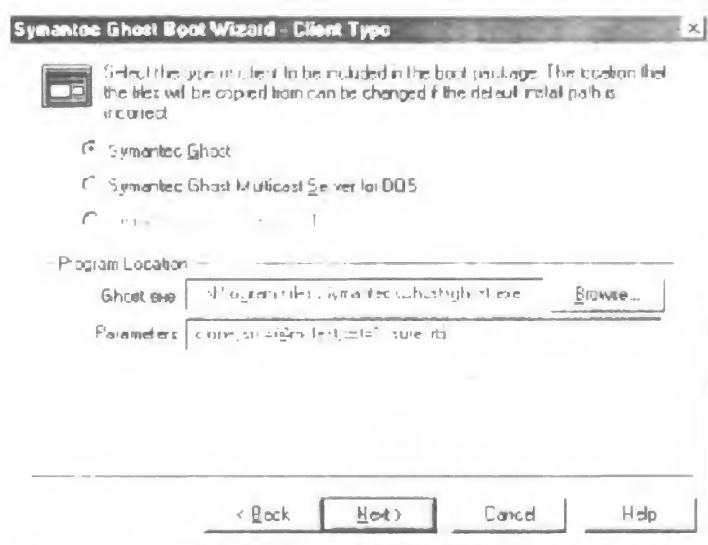 Symantec Ghost Boot Wizard - Client Type
Select the type of client to be included in the boot package. The location that
the files will be copied from can be changed if the default install path is
incorrect
Symantec Ghost
Symantec Ghost Multicast Server for DOS
Program Location
Ghost exe
Browse...
Parameters
< Back
Next >
Cancel
Help